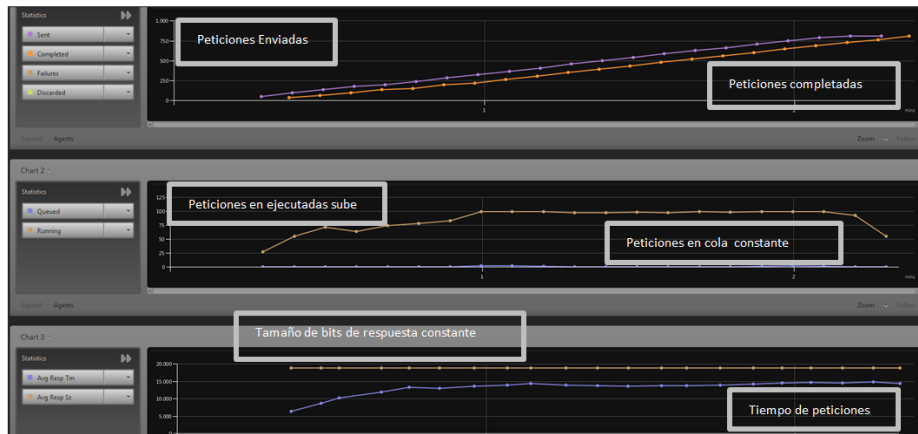 Statistics
Sent
Completed
Failures
Discarded
1.000
750
500
250
0
1
2
mins
Peticiones Enviadas
Peticiones completadas
Expand Agents
Zoom Follow
Chart 2
Statistics
Queued
Running
125
100
75
50
25
0
1
2
mins
Peticiones en ejecutadas sube
Peticiones en cola constante
Expand Agents
Zoom Follow
Chart 3
Tamaño de bits de respuesta constante
Statistics
Avg Resp Tm
Avg Resp Sz
20.000
15.000
10.000
5.000
Tiempo de peticiones